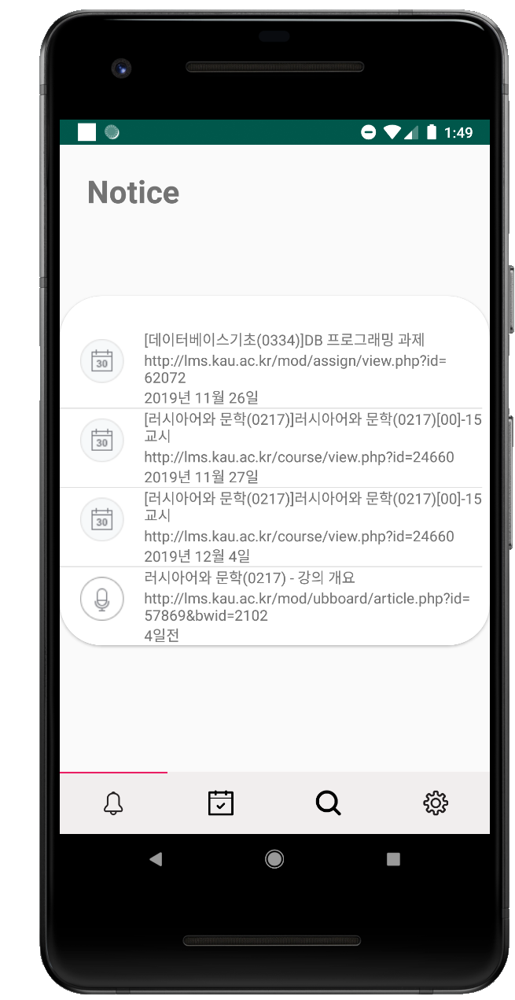 1:49
Notice
[데이터베이스기초(0334)]DB 프로그래밍 과제
30
http://lms.kau.ac.kr/mod/assign/view.php?id=
62072
2019년 11월 26일
[러시아어와 문학(0217)]러시아어와 문학(0217)[00]-15
교시
30
http://lms.kau.ac.kr/course/view.php?id=24660
2019년 11월 27일
[러시아어와 문학(0217)]러시아어와 문학(0217)[00]-15
교시
30
http://lms.kau.ac.kr/course/view.php?id=24660
2019년 12월 4일
러시아어와 문학(0217) - 강의 개요
http://lms.kau.ac.kr/mod/ubboard/article.php?id=
57869&bwid=2102
4일전